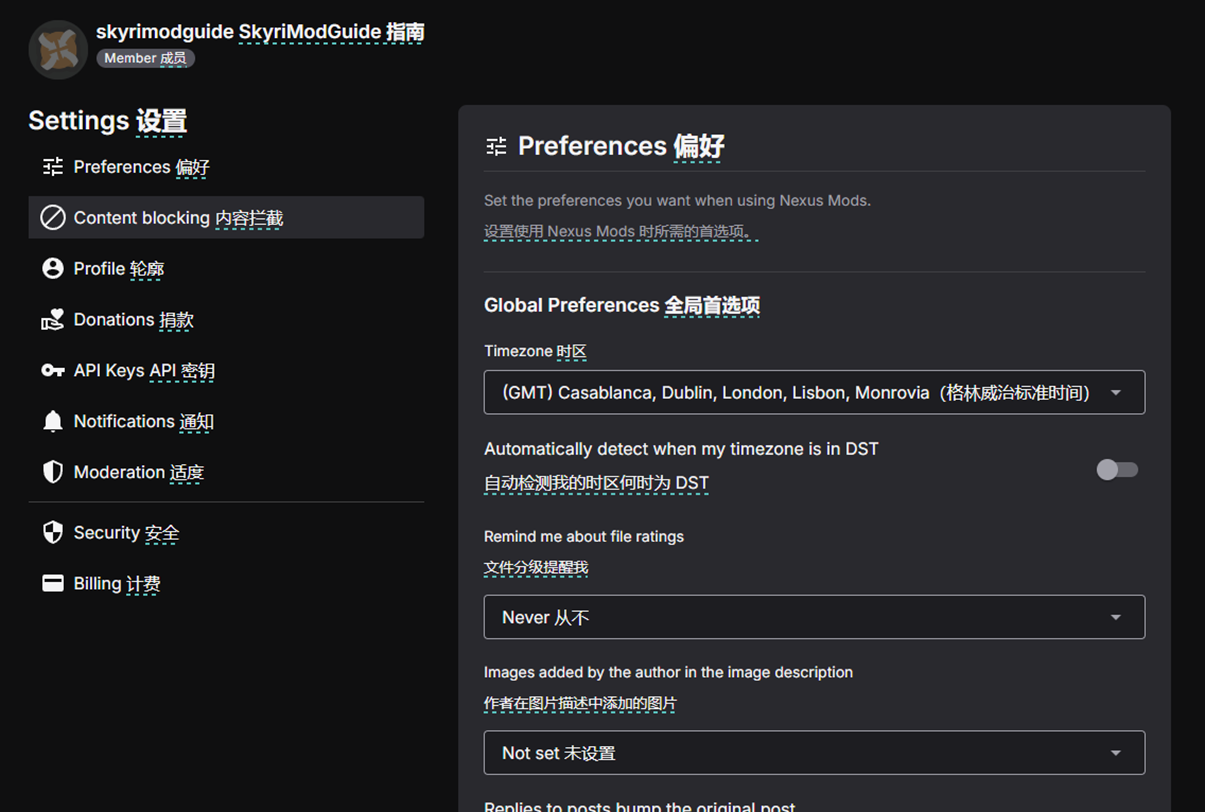 skyrimodguide SkyriModGuide 指南
Member 成员
Settings 设置
Preferences 偏好
Content blocking 内容拦截
Profile 轮廓
Donations 捐款
API Keys API 密钥
Notifications 通知
Moderation 适度
Security 安全
Billing 计费
Preferences 偏好
Set the preferences you want when using Nexus Mods.
设置使用 Nexus Mods 时所需的首选项。
Global Preferences 全局首选项
Timezone 时区
(GMT) Casablanca, Dublin, London, Lisbon, Monrovia（格林威治标准时间）
Automatically detect when my timezone is in DST
自动检测我的时区何时为 DST
Remind me about file ratings
文件分级提醒我
Never 从不
Images added by the author in the image description
作者在图片描述中添加的图片
Not set 未设置
Replies to posts bump the original post